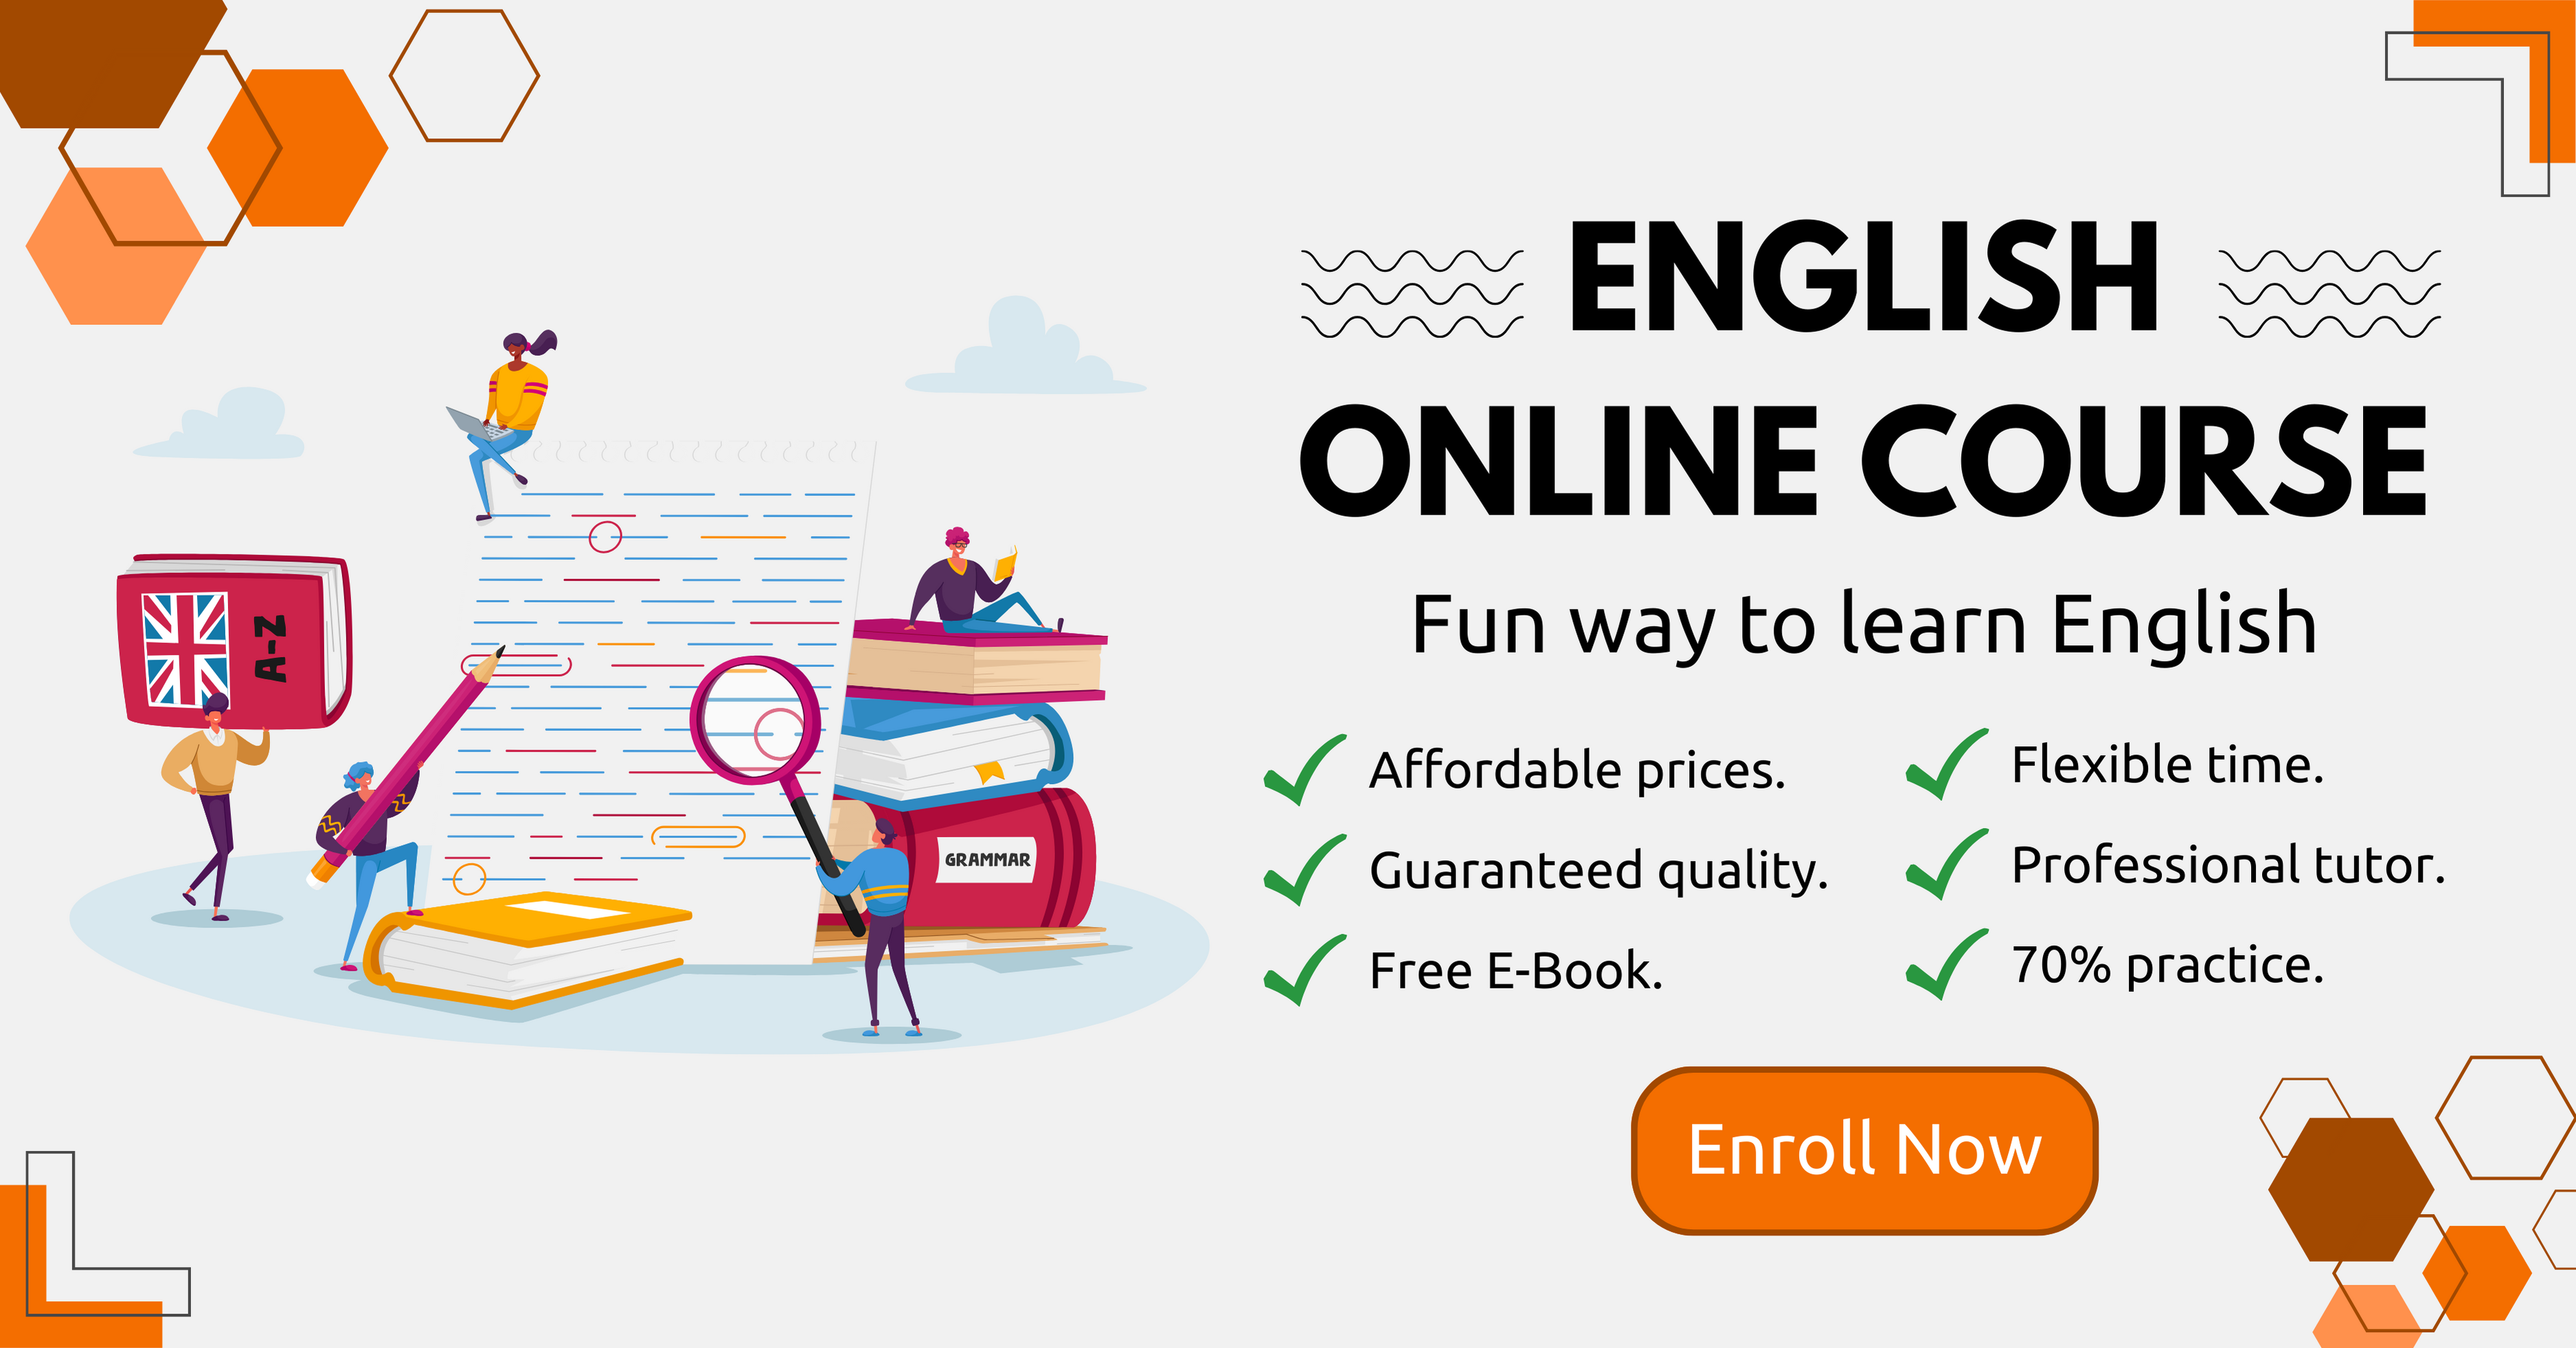 ENGLISH
ONLINE COURSE
Fun way to learn English
Affordable prices.
Flexible time.
Guaranteed quality.
Professional tutor.
Free E-Book.
70% practice.
Enroll Now
A-Z
GRAMMAR